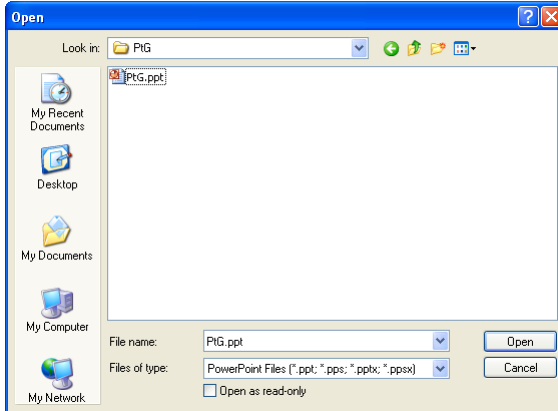 Open
Look in:
PtG
PtG.ppt
My Recent
Documents
Desktop
My Documents
My Computer
My Network
File name:
PtG.ppt
Open
Files of type:
PowerPoint Files (*.ppt; *.pps; *.pptx; *.ppsx)
Cancel
Open as read-only